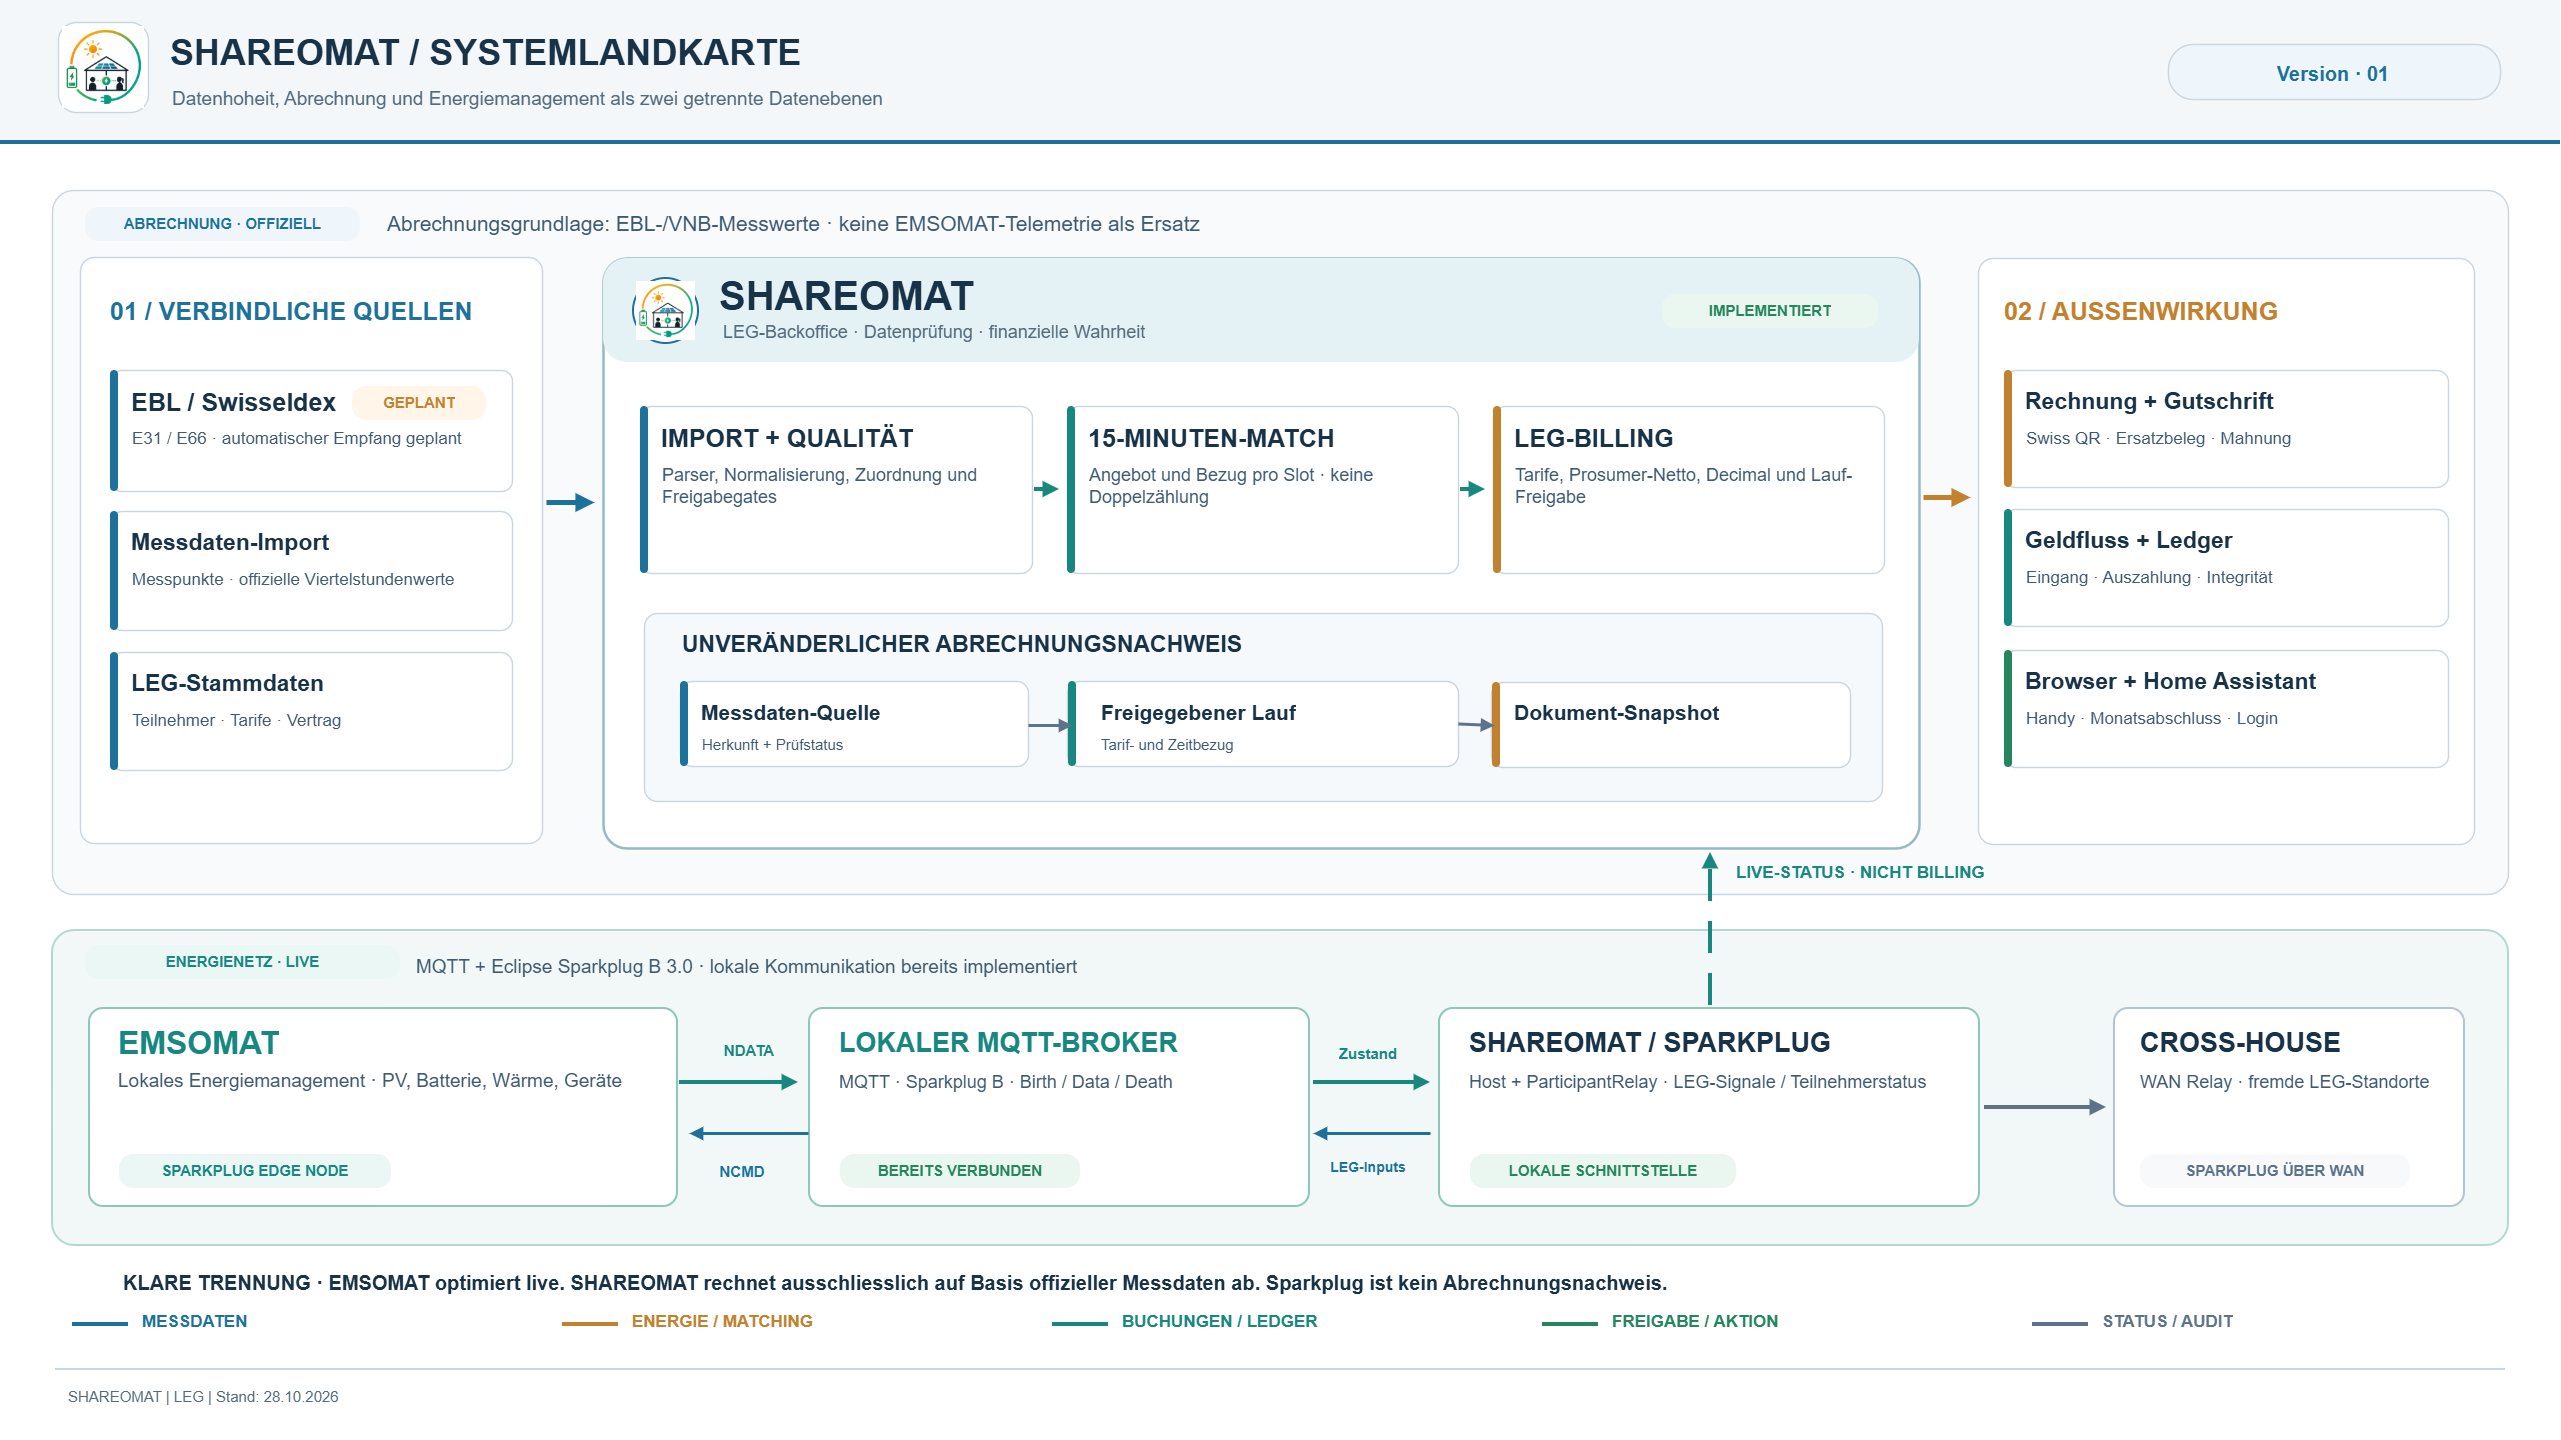 SHAREOMAT / SYSTEMLANDKARTE
Datenhoheit, Abrechnung und Energiemanagement als zwei getrennte Datenebenen
Version · 01
ABRECHNUNG · OFFIZIELL
Abrechnungsgrundlage: EBL-/VNB-Messwerte · keine EMSOMAT-Telemetrie als Ersatz
01 / VERBINDLICHE QUELLEN
EBL / Swisseldex
GEPLANT
E31 / E66 · automatischer Empfang geplant
Messdaten-Import
Messpunkte · offizielle Viertelstundenwerte
LEG-Stammdaten
Teilnehmer · Tarife · Vertrag
SHAREOMAT
LEG-Backoffice · Datenprüfung · finanzielle Wahrheit
IMPLEMENTIERT
IMPORT + QUALITÄT
Parser, Normalisierung, Zuordnung und
Freigabegates
15-MINUTEN-MATCH
Angebot und Bezug pro Slot · keine
Doppelzählung
LEG-BILLING
Tarife, Prosumer-Netto, Decimal und Lauf-
Freigabe
UNVERÄNDERLICHER ABRECHNUNGSNACHWEIS
Messdaten-Quelle
Herkunft + Prüfstatus
Freigegebener Lauf
Tarif- und Zeitbezug
Dokument-Snapshot
02 / AUSSENWIRKUNG
Rechnung + Gutschrift
Swiss QR · Ersatzbeleg · Mahnung
Geldfluss + Ledger
Eingang · Auszahlung · Integrität
Browser + Home Assistant
Handy · Monatsabschluss · Login
LIVE-STATUS · NICHT BILLING
ENERGIENETZ · LIVE
MQTT + Eclipse Sparkplug B 3.0 · lokale Kommunikation bereits implementiert
EMSOMAT
Lokales Energiemanagement · PV, Batterie, Wärme, Geräte
SPARKPLUG EDGE NODE
NDATA
NCMD
LOKALER MQTT-BROKER
MQTT · Sparkplug B · Birth / Data / Death
BEREITS VERBUNDEN
Zustand
LEG-Inputs
SHAREOMAT / SPARKPLUG
Host + ParticipantRelay · LEG-Signale / Teilnehmerstatus
LOKALE SCHNITTSTELLE
CROSS-HOUSE
WAN Relay · fremde LEG-Standorte
SPARKPLUG ÜBER WAN
KLARE TRENNUNG · EMSOMAT optimiert live. SHAREOMAT rechnet ausschliesslich auf Basis offizieller Messdaten ab. Sparkplug ist kein Abrechnungsnachweis.
MESSDATEN
ENERGIE / MATCHING
BUCHUNGEN / LEDGER
FREIGABE / AKTION
STATUS / AUDIT
SHAREOMAT | LEG | Stand: 28.10.2026